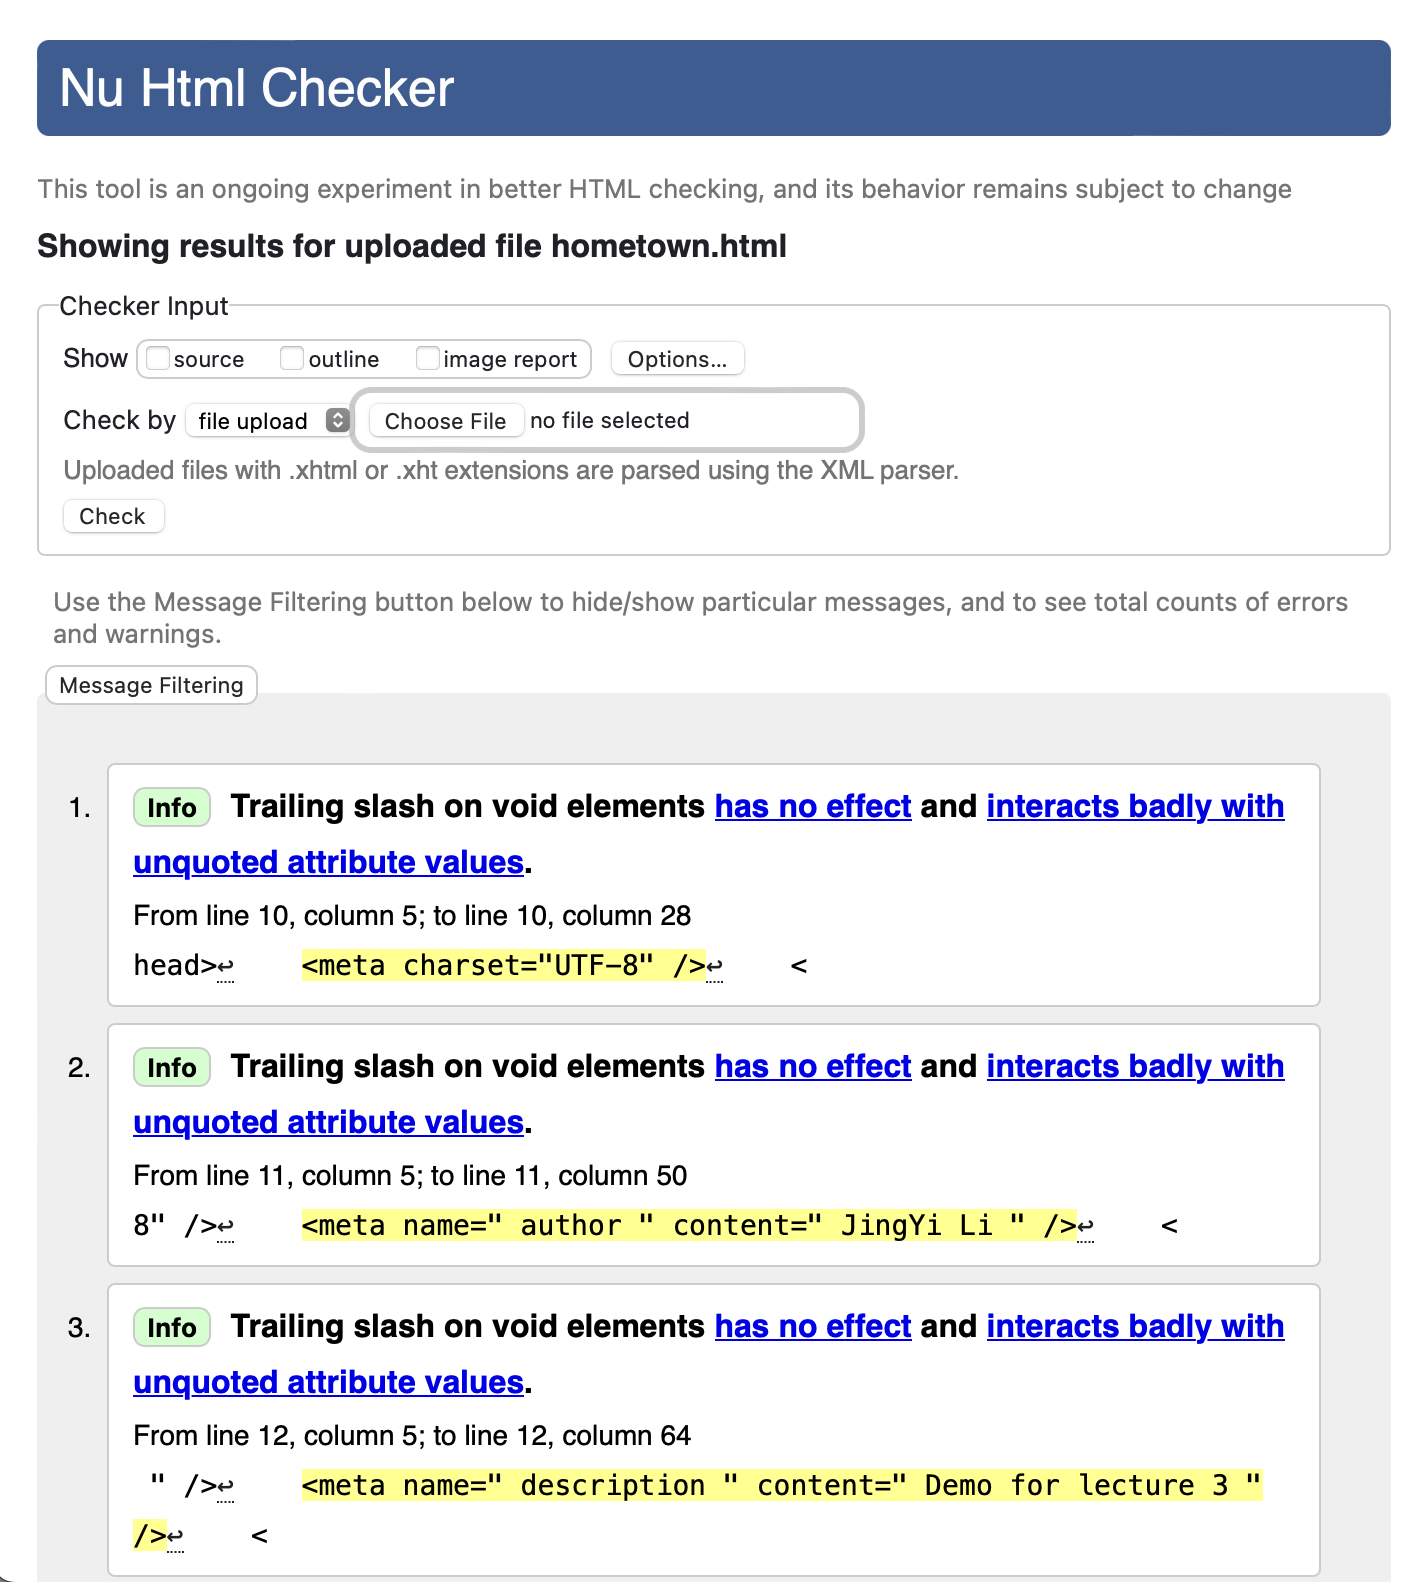 Nu Html Checker
This tool is an ongoing experiment in better HTML checking, and its behavior remains subject to change
Showing results for uploaded file hometown.html
Checker Input
Show source outline image report Options...
Check by file upload Choose File no file selected
Uploaded files with .xhtml or .xht extensions are parsed using the XML parser.
Check
Use the Message Filtering button below to hide/show particular messages, and to see total counts of errors
and warnings.
Message Filtering
1. Info Trailing slash on void elements has no effect and interacts badly with
unquoted attribute values.
From line 10, column 5; to line 10, column 28
head>↩ <meta charset="UTF-8" />↩ <
2. Info Trailing slash on void elements has no effect and interacts badly with
unquoted attribute values.
From line 11, column 5; to line 11, column 50
8" />↩ <meta name=" author " content=" JingYi Li " />↩ <
3. Info Trailing slash on void elements has no effect and interacts badly with
unquoted attribute values.
From line 12, column 5; to line 12, column 64
" />↩ <meta name=" description " content=" Demo for lecture 3 "
/>↩ <